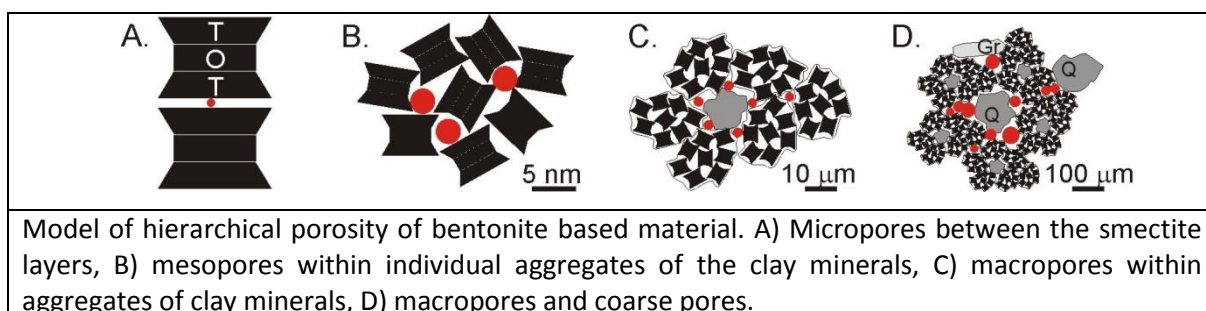 A.
T
O
T
B.
5 nm
C.
10 μm
D.
Gr
Q
Q
100 μm
Model of hierarchical porosity of bentonite based material. A) Micropores between the smectite
layers, B) mesopores within individual aggregates of the clay minerals, C) macropores within
aggregates of clay minerals, D) macropores and coarse pores.